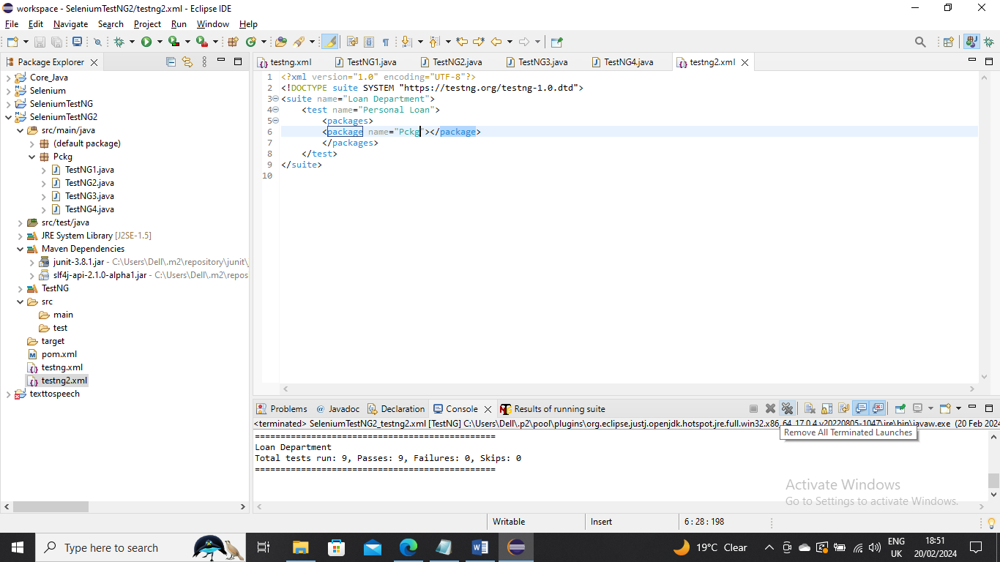 workspace - SeleniumTestNG2/testng2.xml - Eclipse IDE
File Edit Navigate Search Project Run Window Help
Package Explorer
Core_Java
Selenium
SeleniumTestNG
SeleniumTestNG2
src/main/java
(default package)
Pckg
TestNG1.java
TestNG2.java
TestNG3.java
TestNG4.java
src/test/java
JRE System Library [J2SE-1.5]
Maven Dependencies
junit-3.8.1.jar - C:\Users\Dell\.m2\repository\junit\
slf4j-api-2.1.0-alpha1.jar - C:\Users\Dell\.m2\repos
TestNG
src
main
test
target
pom.xml
testng.xml
testng2.xml
texttospeech
testng.xml TestNG1.java TestNG2.java TestNG3.java TestNG4.java testng2.xml
1 <?xml version="1.0" encoding="UTF-8"?>
2 <!DOCTYPE suite SYSTEM "https://testng.org/testng-1.0.dtd">
3 <suite name="Loan Department">
4 <test name="Personal Loan">
5 <packages>
6 <package name="Pckg"></package>
7 </packages>
8 </test>
9 </suite>
10
Problems Javadoc Declaration Console Results of running suite
<terminated> SeleniumTestNG2_testng2.xml [TestNG] C:\Users\Dell\.p2\pool\plugins\org.eclipse.justj.openjdk.hotspot.jre.full.win32.x86_64_17.0.4.v20220805-1047\jre\bin\javaw.exe (20 Feb 2024
Remove All Terminated Launches
===============================================
Loan Department
Total tests run: 9, Passes: 9, Failures: 0, Skips: 0
===============================================
Activate Windows
Go to Settings to activate Windows.
Writable Insert 6 : 28 : 198
Type here to search
19°C Clear
ENG
UK
18:51
20/02/2024